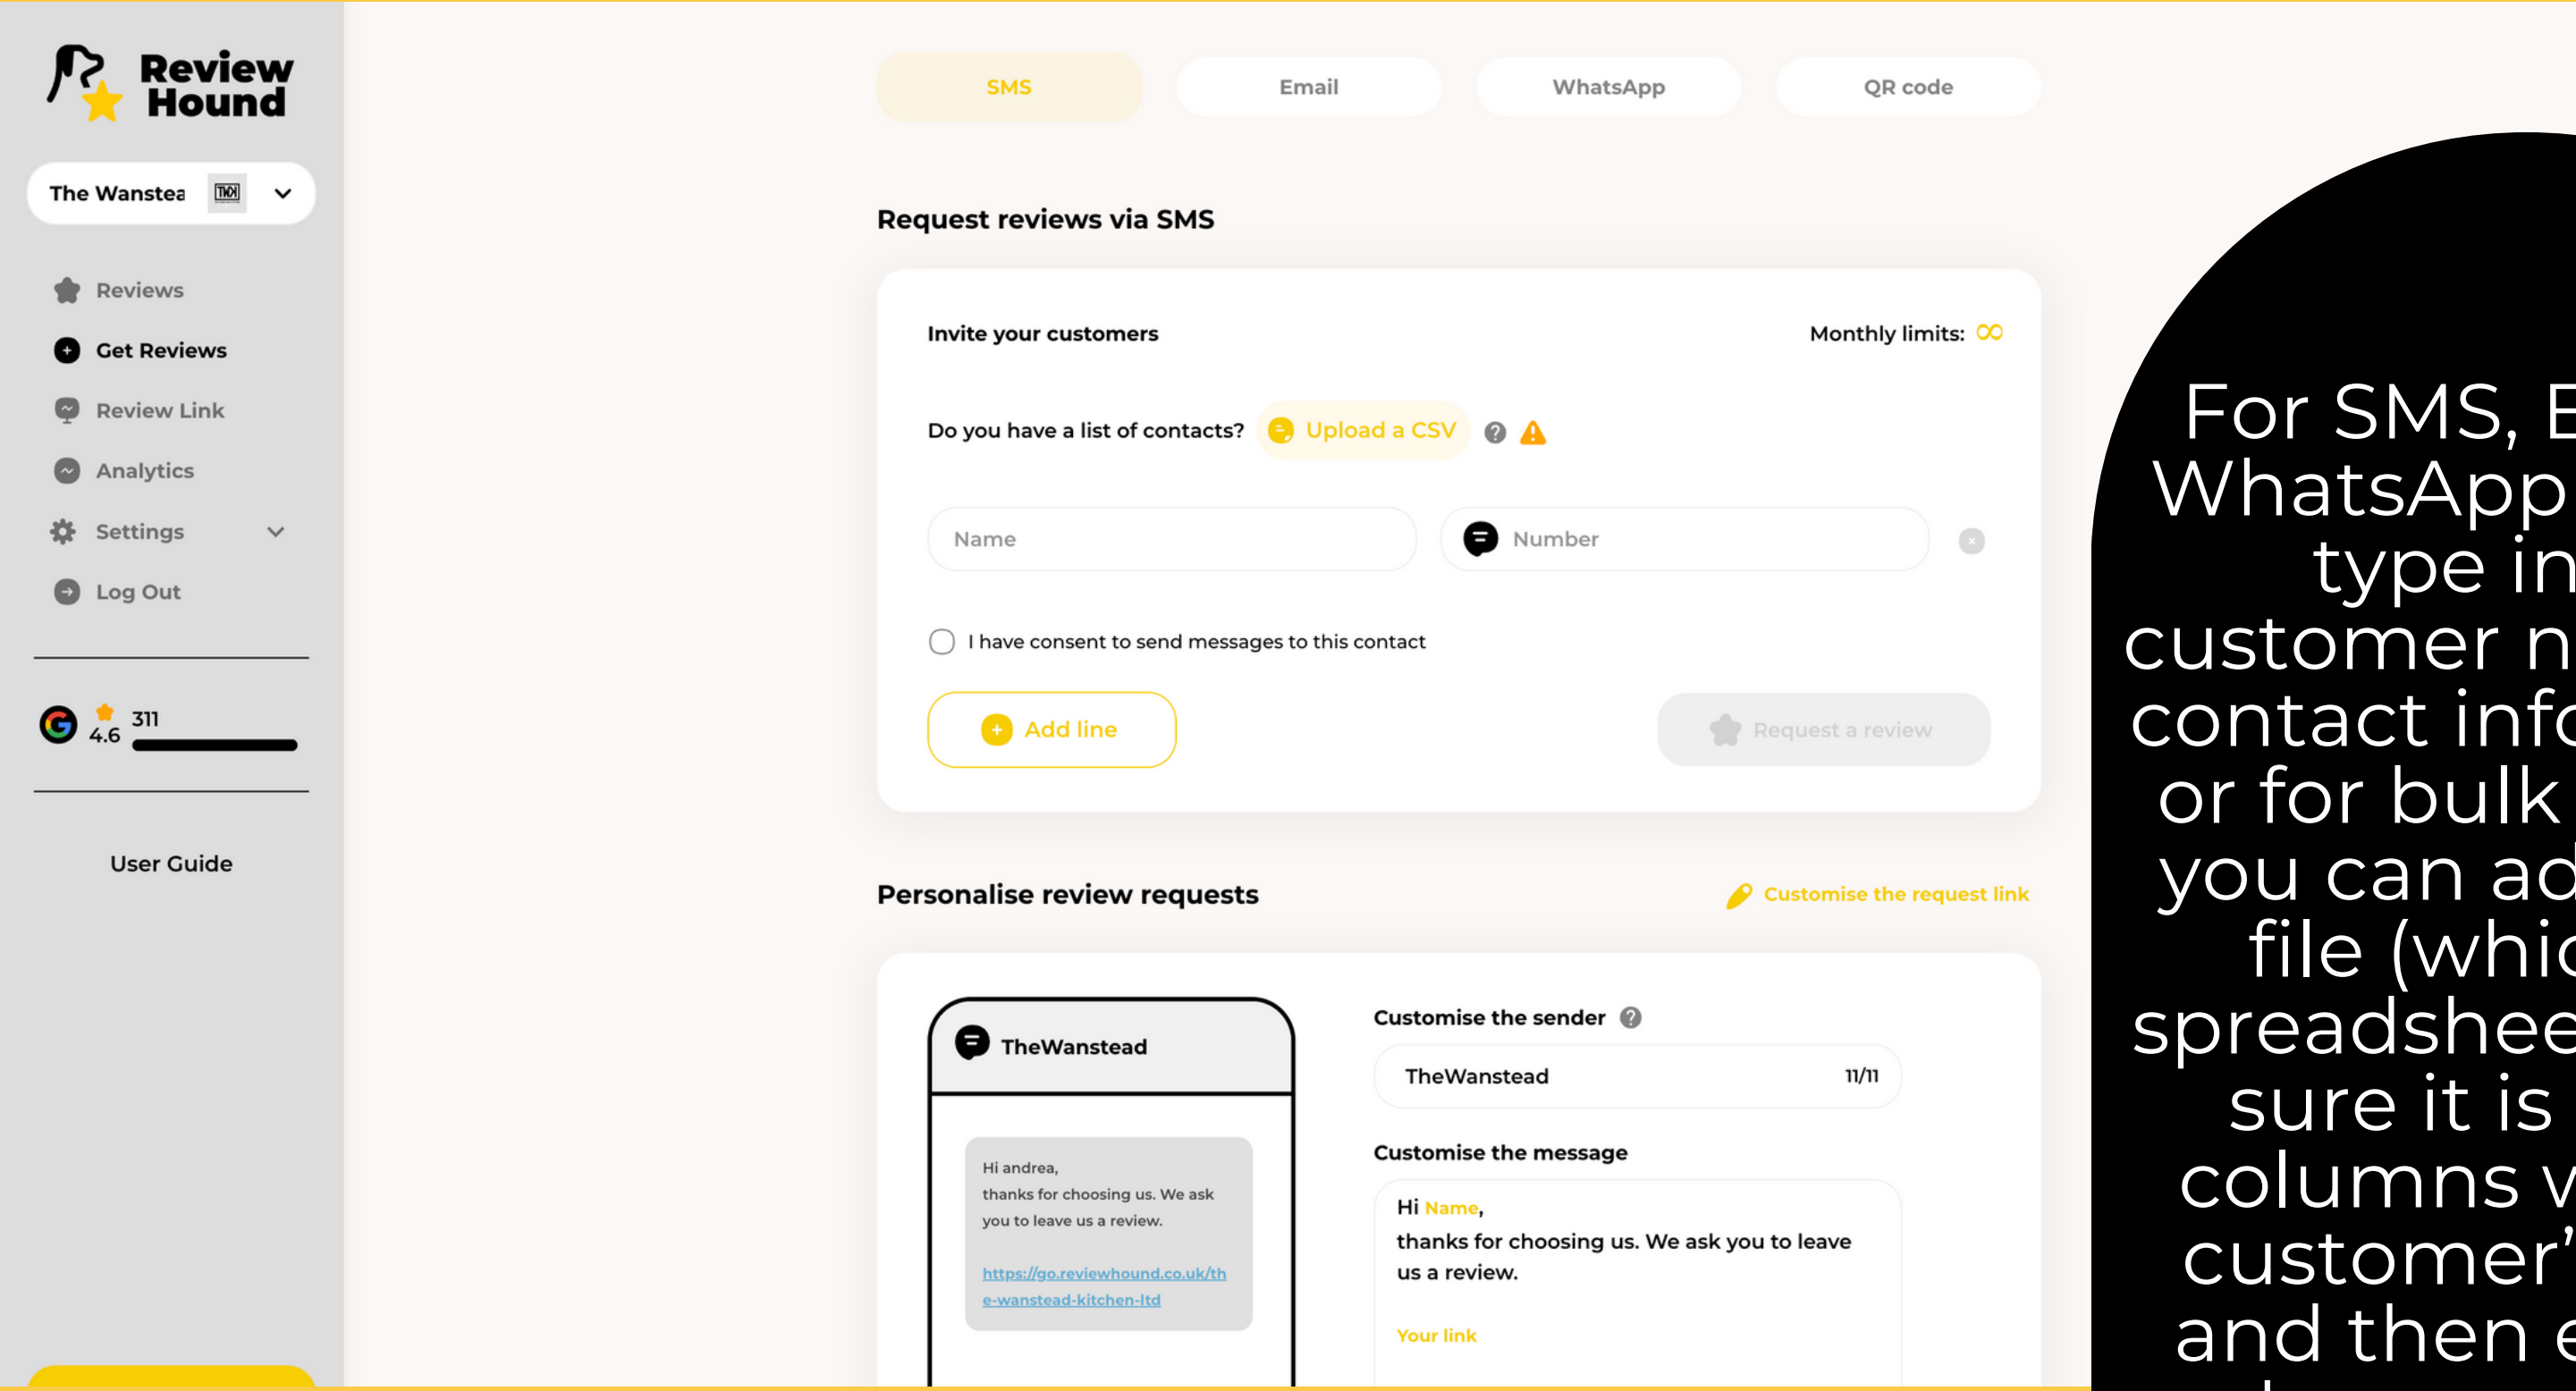 Review
Hound
The Wanstea
Reviews
Get Reviews
Review Link
Analytics
Settings
Log Out
311
4.6
User Guide
SMS
Email
WhatsApp
QR code
Request reviews via SMS
Invite your customers
Monthly limits: ∞
Do you have a list of contacts?
Upload a CSV
Name
Number
I have consent to send messages to this contact
Add line
Request a review
Personalise review requests
Customise the request link
TheWanstead
Hi andrea,
thanks for choosing us. We ask
you to leave us a review.
https://go.reviewhound.co.uk/th
e-wanstead-kitchen-ltd
Customise the sender
TheWanstead
11/11
Customise the message
Hi Name,
thanks for choosing us. We ask you to leave
us a review.
Your link
For SMS,
WhatsApp
type in
customer
contact
or for bulk
you can
file
sure it is
columns
and then